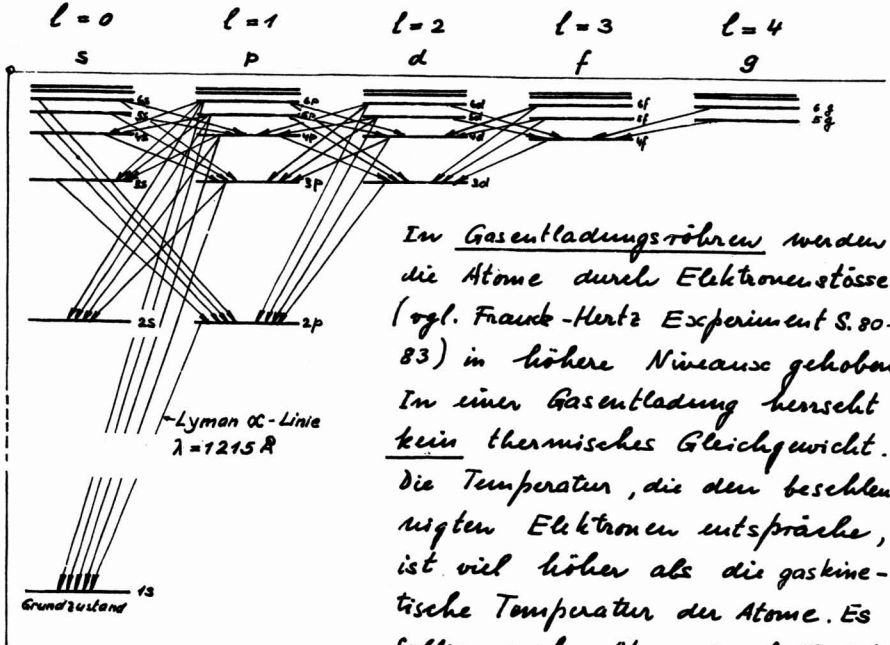 l = 0 l = 1 l = 2 l = 3 l = 4
s p d f g
6s 6p 6d 6f 6g
5s 5p 5d 5f 5g
4s 4p 4d 4f
3s 3p 3d
2s 2p
Lyman α-Linie
λ = 1215 Å
1s
Grundzustand
In Gasentladungsröhren werden
die Atome durch Elektronenstösse
(vgl. Franck-Hertz Experiment S. 80-
83) in höhere Niveaux gehoben
In einer Gasentladung herrscht
kein thermisches Gleichgewicht.
Die Temperatur, die den beschleu
nigten Elektronen entspräche,
ist viel höher als die gaskine-
tische Temperatur der Atome. Es